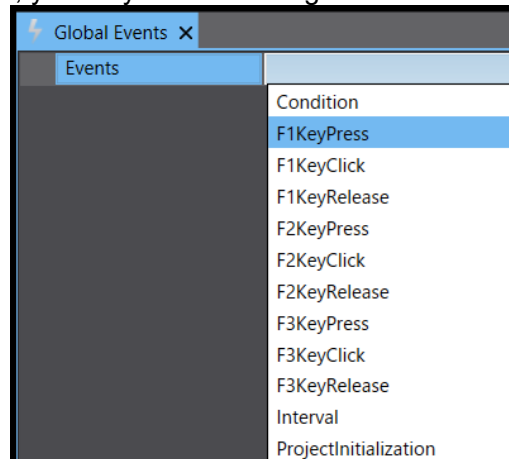 Global Events X
Events
Condition
F1KeyPress
F1KeyClick
F1KeyRelease
F2KeyPress
F2KeyClick
F2KeyRelease
F3KeyPress
F3KeyClick
F3KeyRelease
Interval
ProjectInitialization